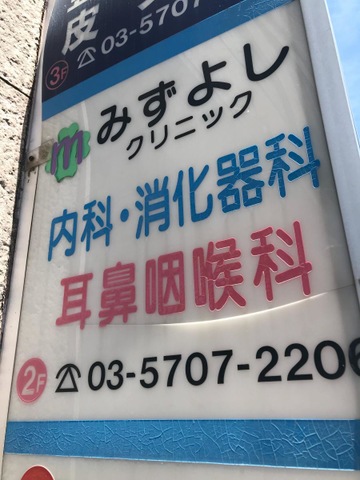 皮
3F ☎ 03-5707
m みずよし
クリニック
内科・消化器科
耳鼻咽喉科
2F ☎ 03-5707-2206